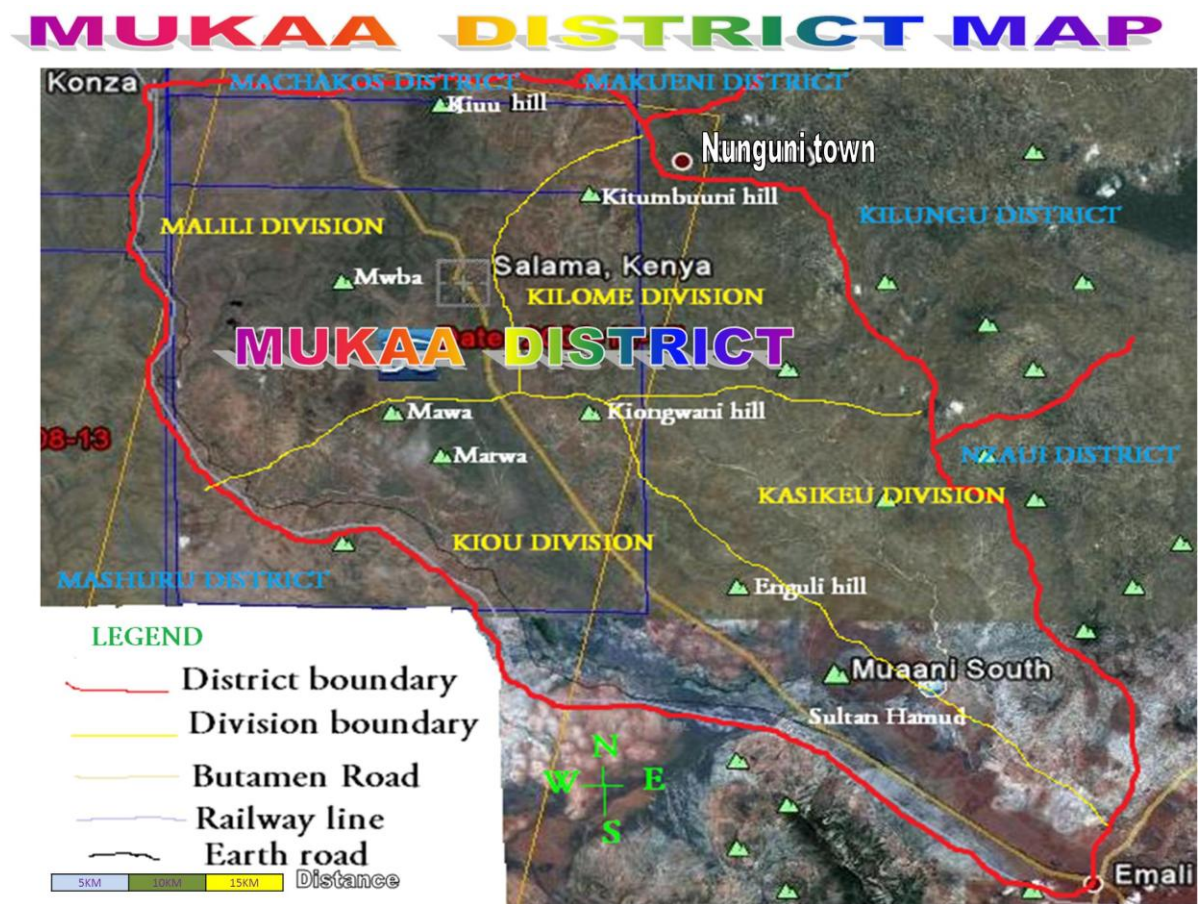 MUKAA DISTRICT MAP
Konza
MACHAKOS DISTRICT
MAKUENI DISTRICT
Kiuu hill
Nunguni town
Kitumbuuni hill
KILUNGU DISTRICT
MALILI DIVISION
Salama, Kenya
Mwba
KILOME DIVISION
MUKAA DISTRICT
Mawa
Kiongwani hill
08-13
Matwa
NZAUI DISTRICT
KASIKEU DIVISION
KIOU DIVISION
MASHURU DISTRICT
Enguli hill
LEGEND
Muaani South
District boundary
Sultan Hamud
Division boundary
N
W E
S
Butamen Road
Railway line
Earth road
5KM 10KM 15KM Distance
Emali